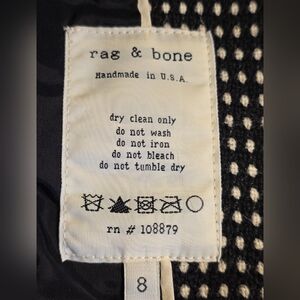 rag & bone
Handmade in U.S.A.
dry clean only
do not wash
do not iron
do not bleach
do not tumble dry
rn # 108879
8